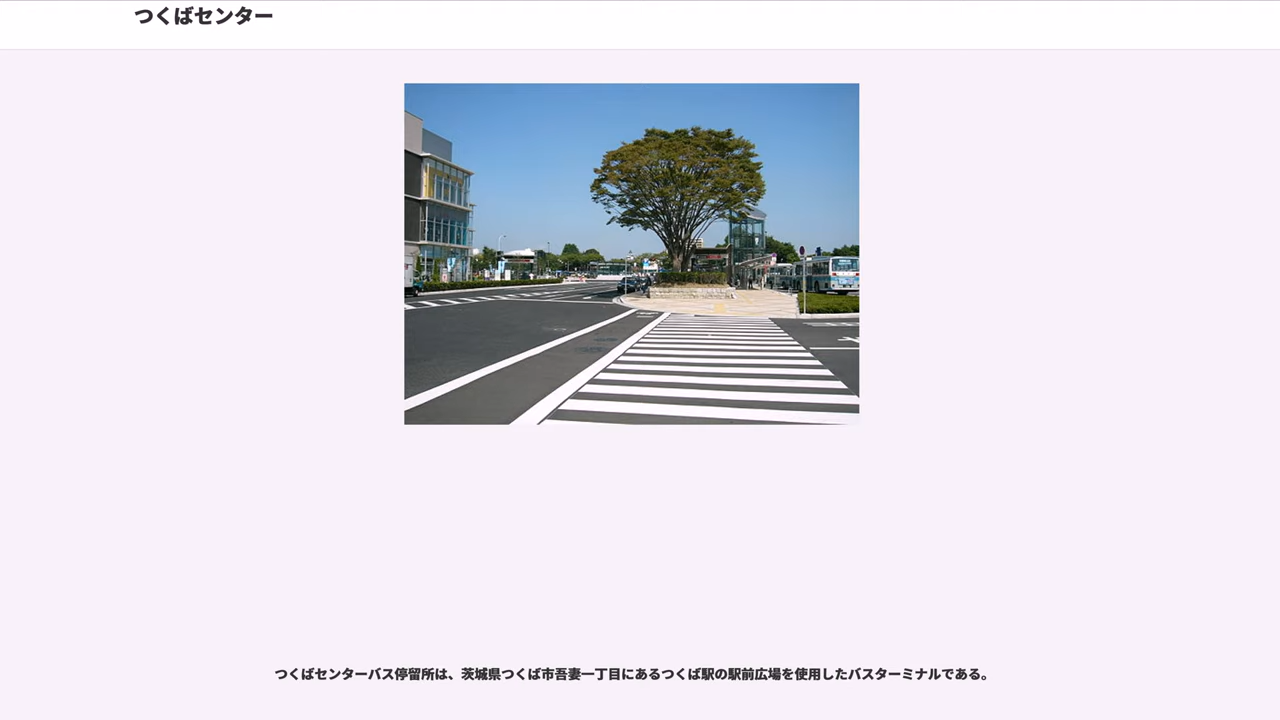 つくばセンター
つくばセンターバス停留所は、茨城県つくば市吾妻一丁目にあるつくば駅の駅前広場を使用したバスターミナルである。